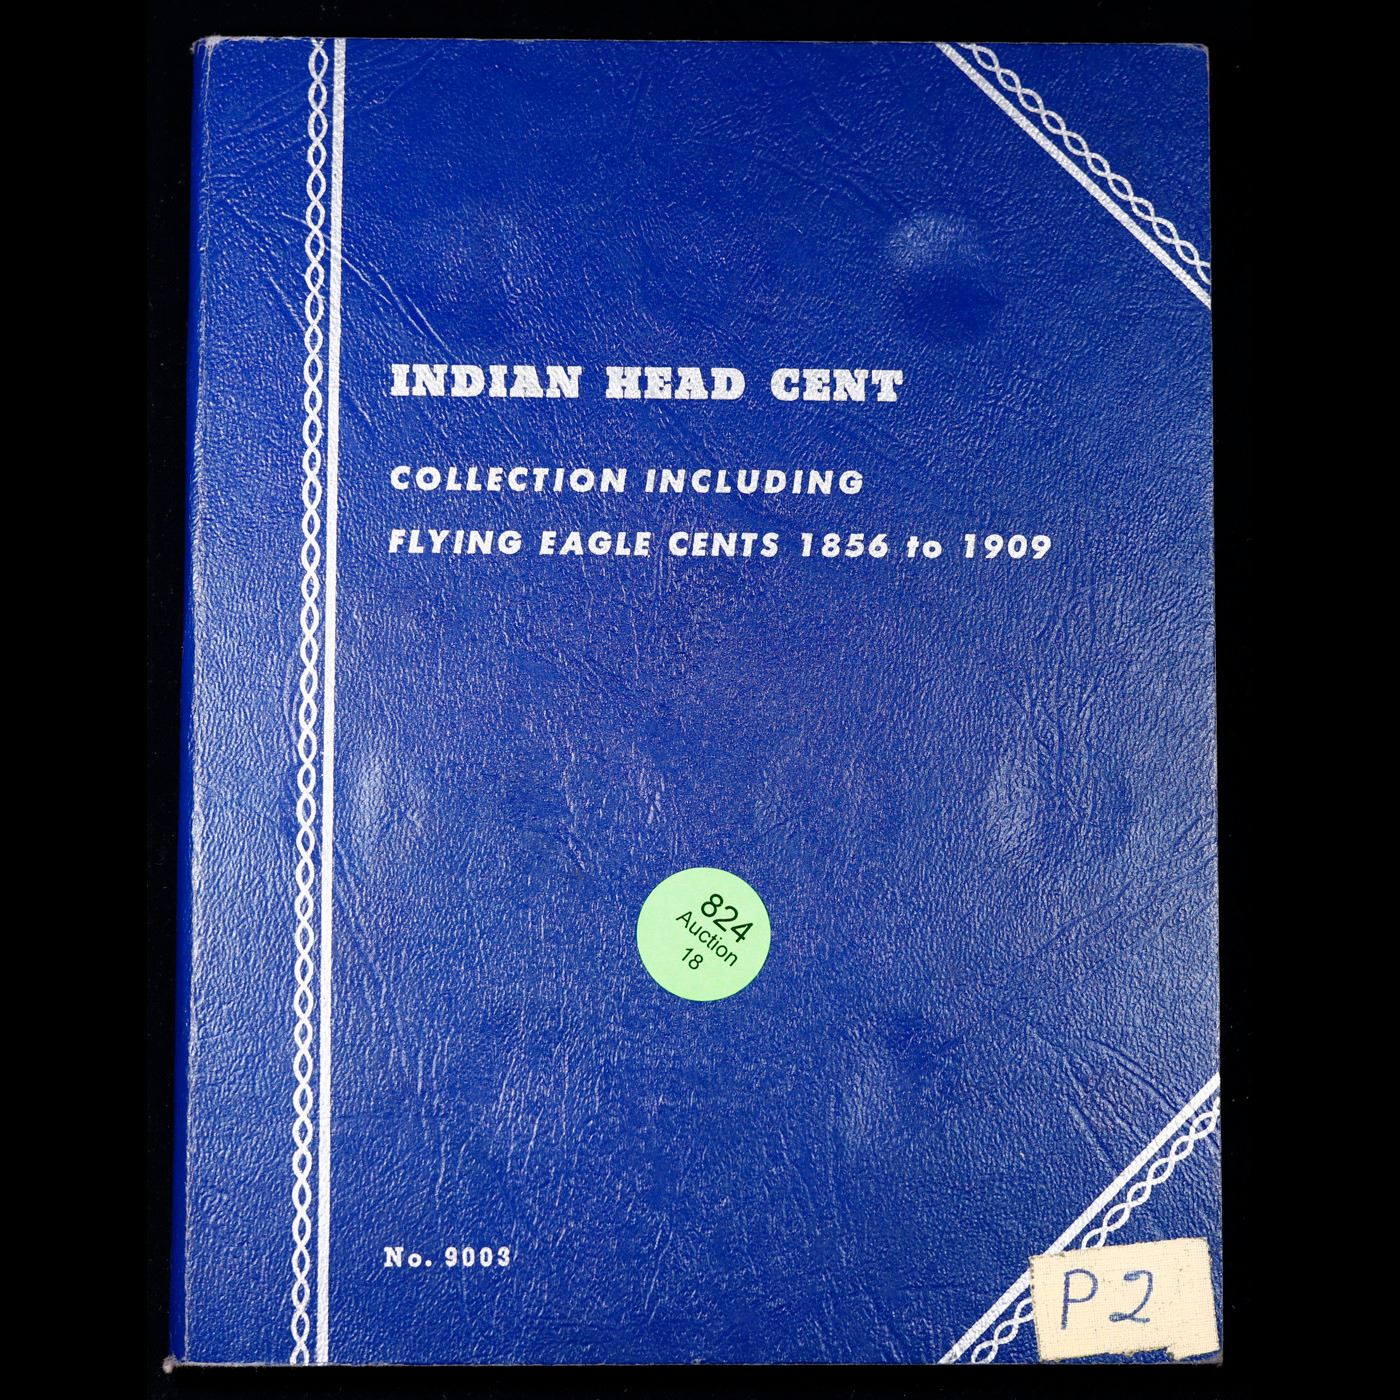 INDIAN HEAD CENT
COLLECTION INCLUDING
FLYING EAGLE CENTS 1856 to 1909
824
Auction
18
No. 9003
P2